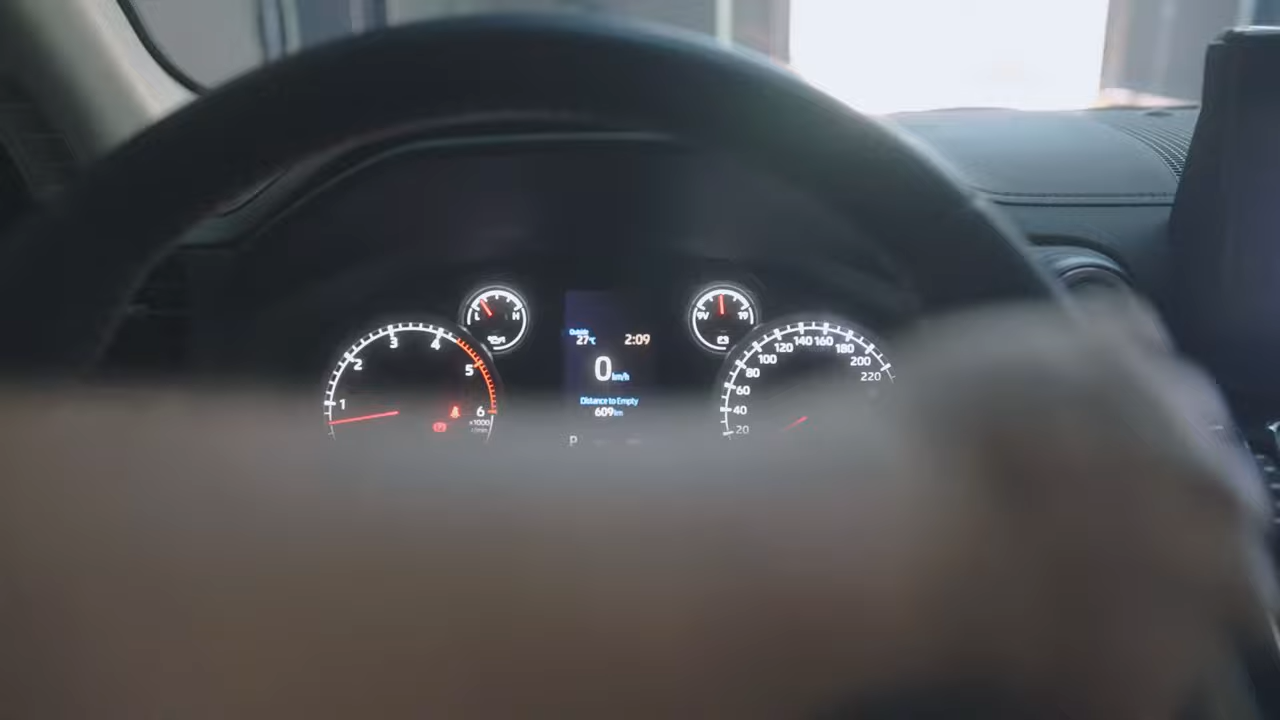 L H
9V 19
Outside
27°C 2:09
0 km/h
Distance to Empty
609km
P
1 2 3 4 5 6
x1000
r/min
20 40 60 80 100 120 140 160 180 200 220